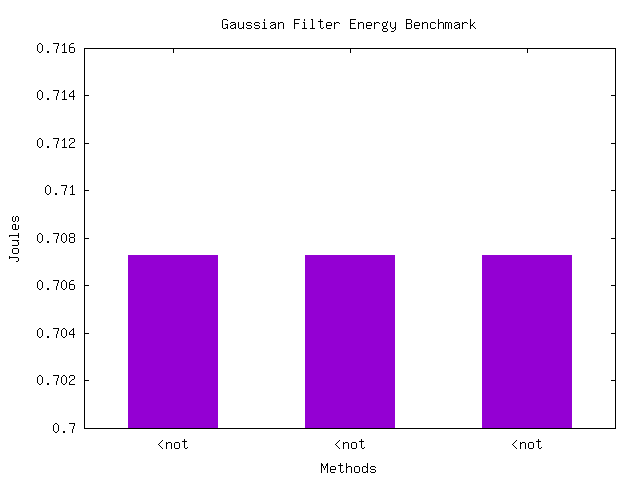 Gaussian Filter Energy Benchmark
0.716
0.714
0.712
0.71
0.708
0.706
0.704
0.702
0.7
Joules
<not <not <not
Methods